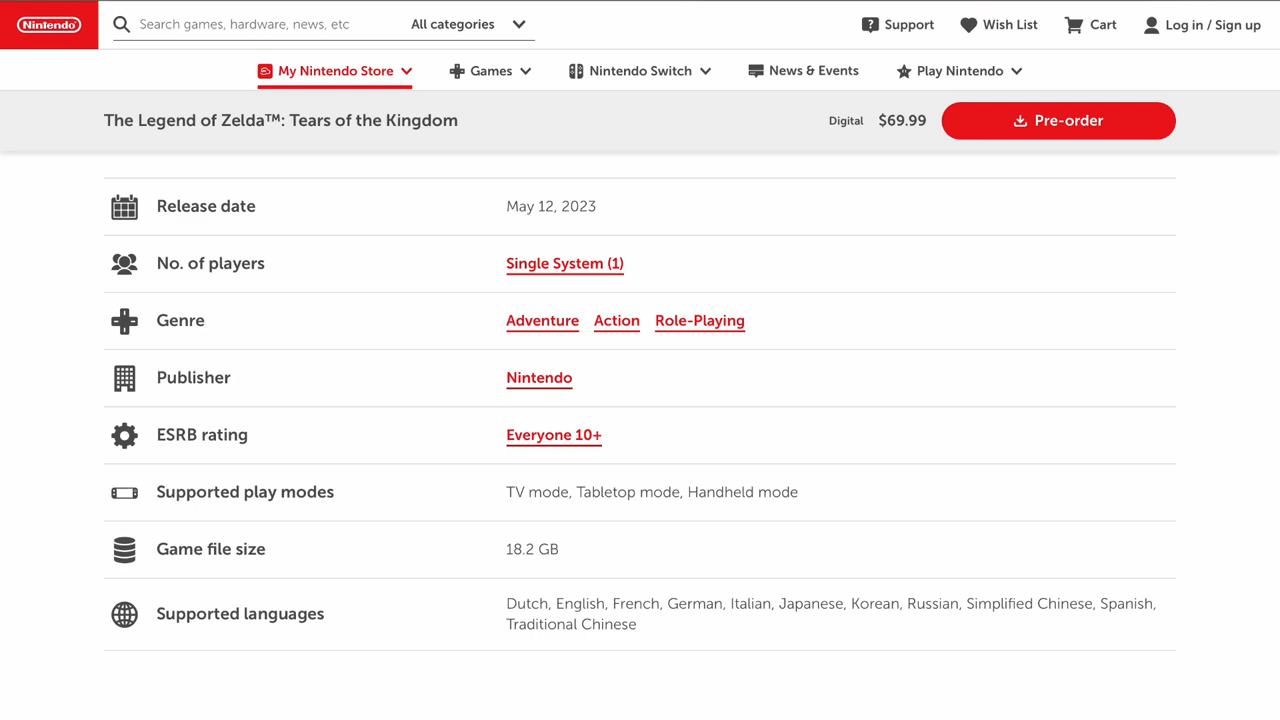 Nintendo
Search games, hardware, news, etc
All categories
Support
Wish List
Cart
Log in / Sign up
My Nintendo Store
Games
Nintendo Switch
News & Events
Play Nintendo
The Legend of Zelda™: Tears of the Kingdom
Digital $69.99
Pre-order
Release date
May 12, 2023
No. of players
Single System (1)
Genre
Adventure Action Role-Playing
Publisher
Nintendo
ESRB rating
Everyone 10+
Supported play modes
TV mode, Tabletop mode, Handheld mode
Game file size
18.2 GB
Supported languages
Dutch, English, French, German, Italian, Japanese, Korean, Russian, Simplified Chinese, Spanish,
Traditional Chinese